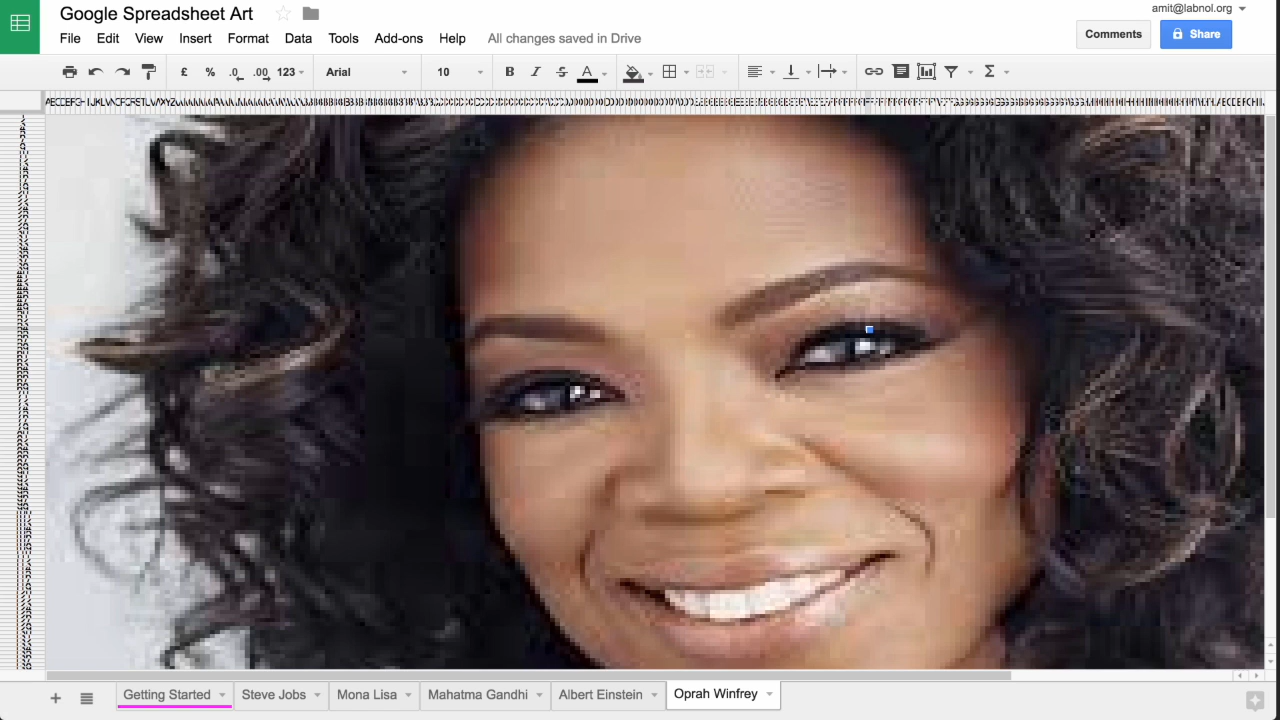 Google Spreadsheet Art
amit@labnol.org
File Edit View Insert Format Data Tools Add-ons Help All changes saved in Drive
Comments Share
£ % .0 .00 123 Arial 10 B I S A Σ
Getting Started Steve Jobs Mona Lisa Mahatma Gandhi Albert Einstein Oprah Winfrey